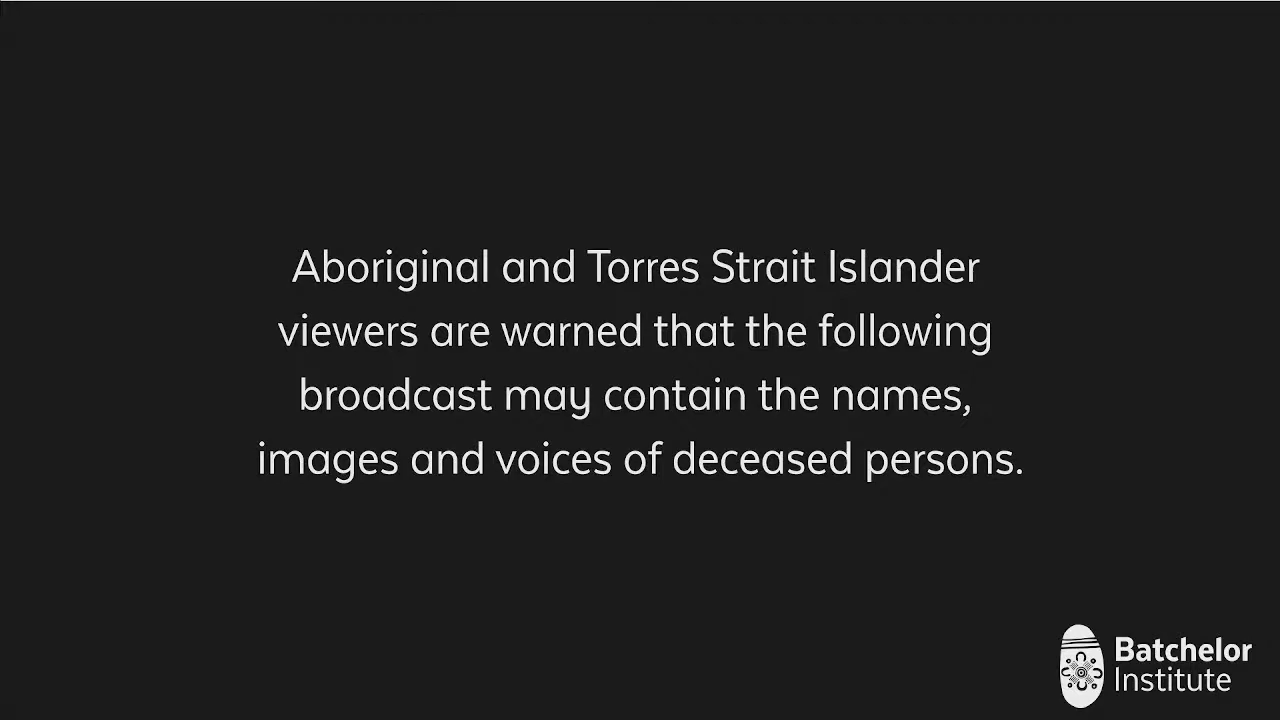 Aboriginal and Torres Strait Islander
viewers are warned that the following
broadcast may contain the names,
images and voices of deceased persons.
Batchelor
Institute